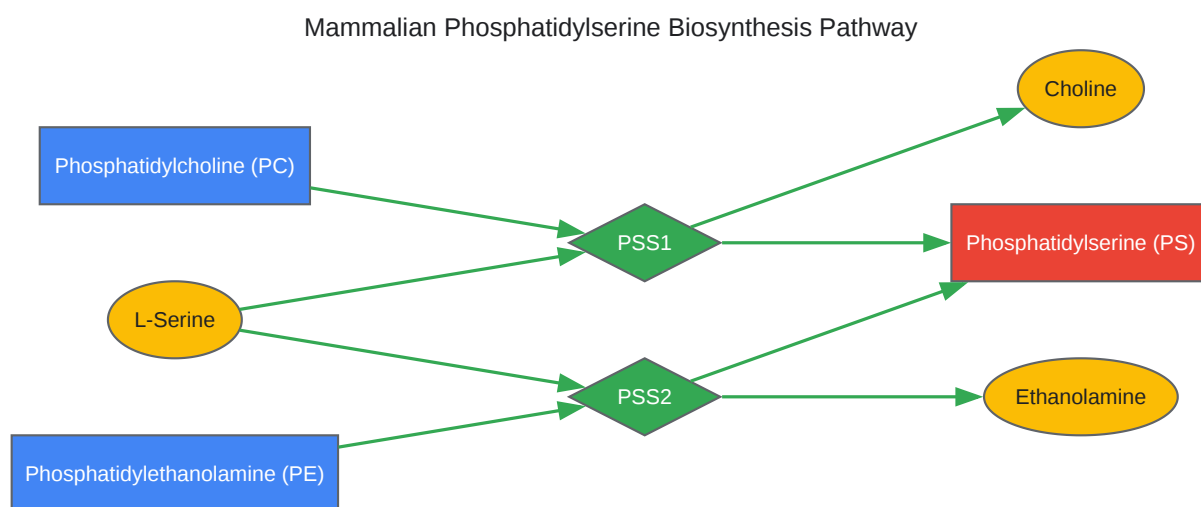 Mammalian Phosphatidylserine Biosynthesis Pathway
Choline
Phosphatidylcholine (PC)
PSS1
Phosphatidylserine (PS)
L-Serine
PSS2
Ethanolamine
Phosphatidylethanolamine (PE)